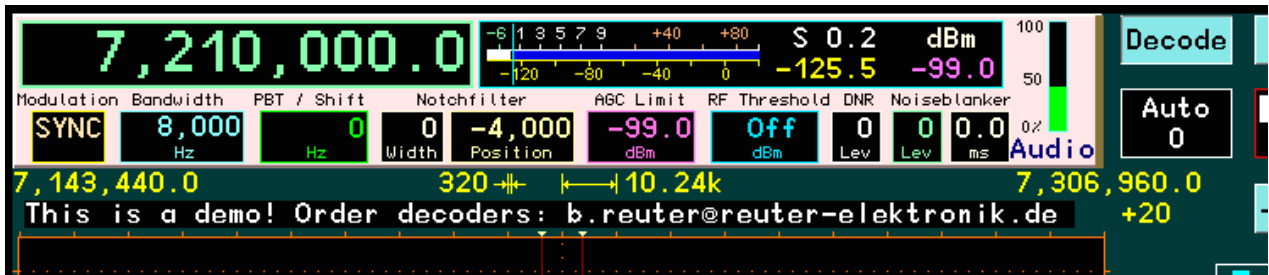 7,210,000.0
-6 1 3 5 7 9 +40 +80 S 0.2 dBm
-120 -80 -40 0 -125.5 -99.0
100
50
0%
Audio
Decode
Modulation Bandwidth PBT / Shift Notchfilter AGC Limit RF Threshold DNR Noiseblanker
SYNC 8,000 0 0 -4,000 -99.0 Off 0 0 0.0
Hz Hz Width Position dBm dBm Lev Lev ms
Auto
0
7,143,440.0 320 10.24k 7,306,960.0
This is a demo! Order decoders: b.reuter@reuter-elektronik.de +20